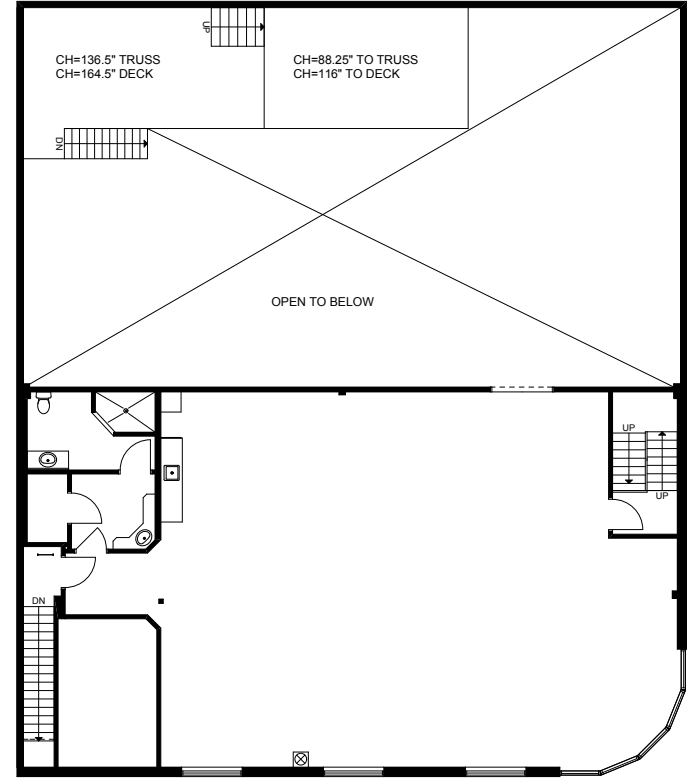 UP
CH=136.5" TRUSS
CH=164.5" DECK
CH=88.25" TO TRUSS
CH=116" TO DECK
DN
OPEN TO BELOW
UP
UP
DN